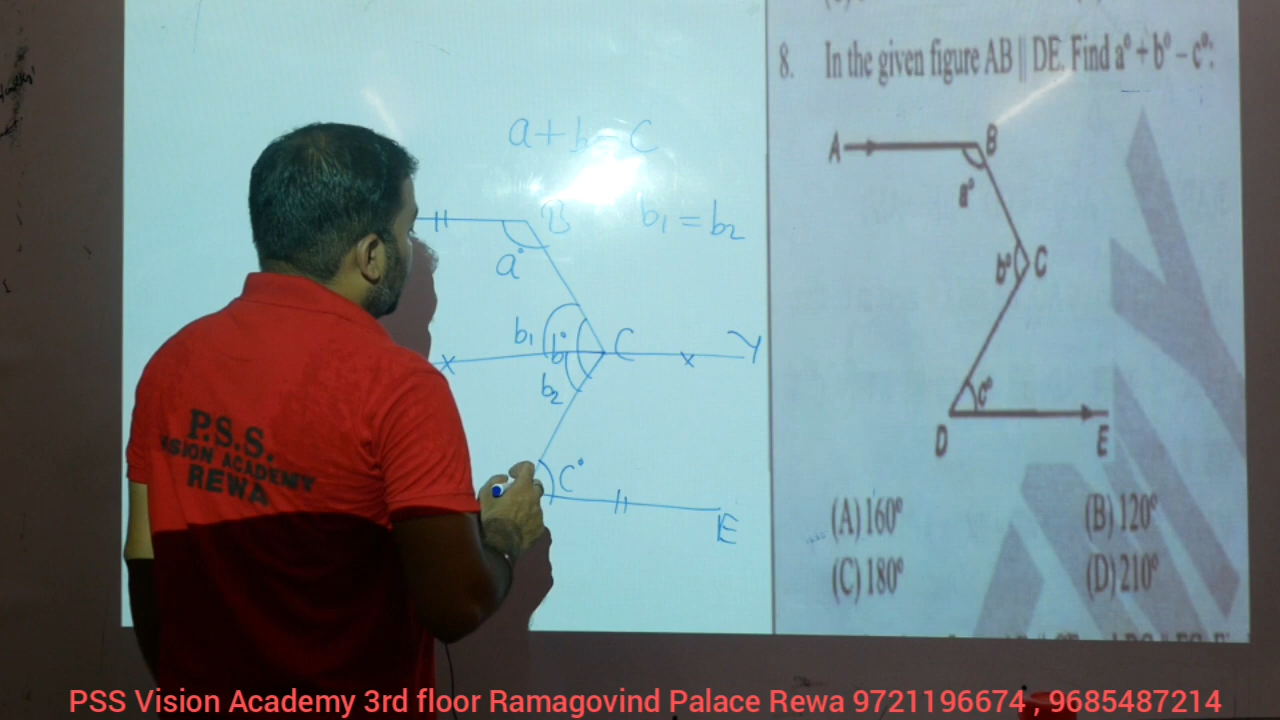 8. In the given figure AB || DE. Find a° + b° – c°:
A
B
a°
b°
C
c°
D
E
(A) 160°
(B) 120°
(C) 180°
(D) 210°
a+b-C
B
b₁ = b₂
a°
b₁
b°
C
Y
b₂
C°
E
P.S.S.
VISION ACADEMY
REWA
PSS Vision Academy 3rd floor Ramagovind Palace Rewa 9721196674 , 9685487214